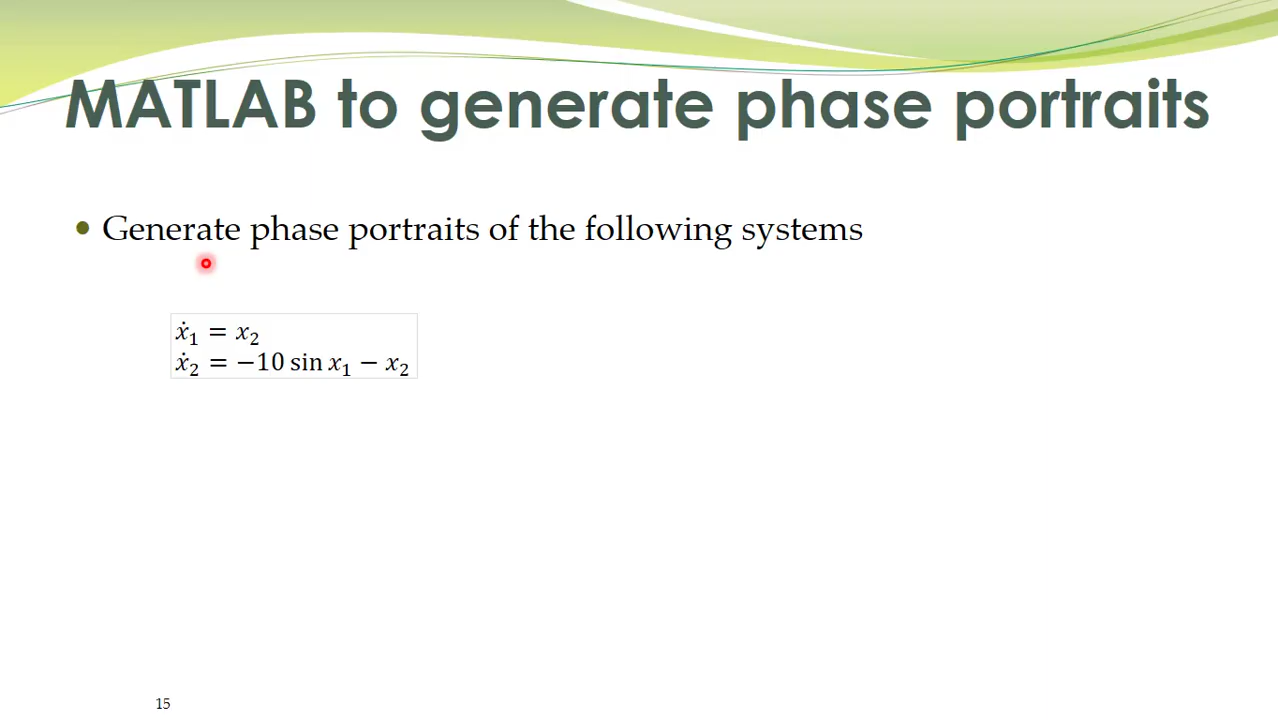 MATLAB to generate phase portraits
• Generate phase portraits of the following systems
ẋ₁ = x₂
ẋ₂ = −10 sin x₁ − x₂
15